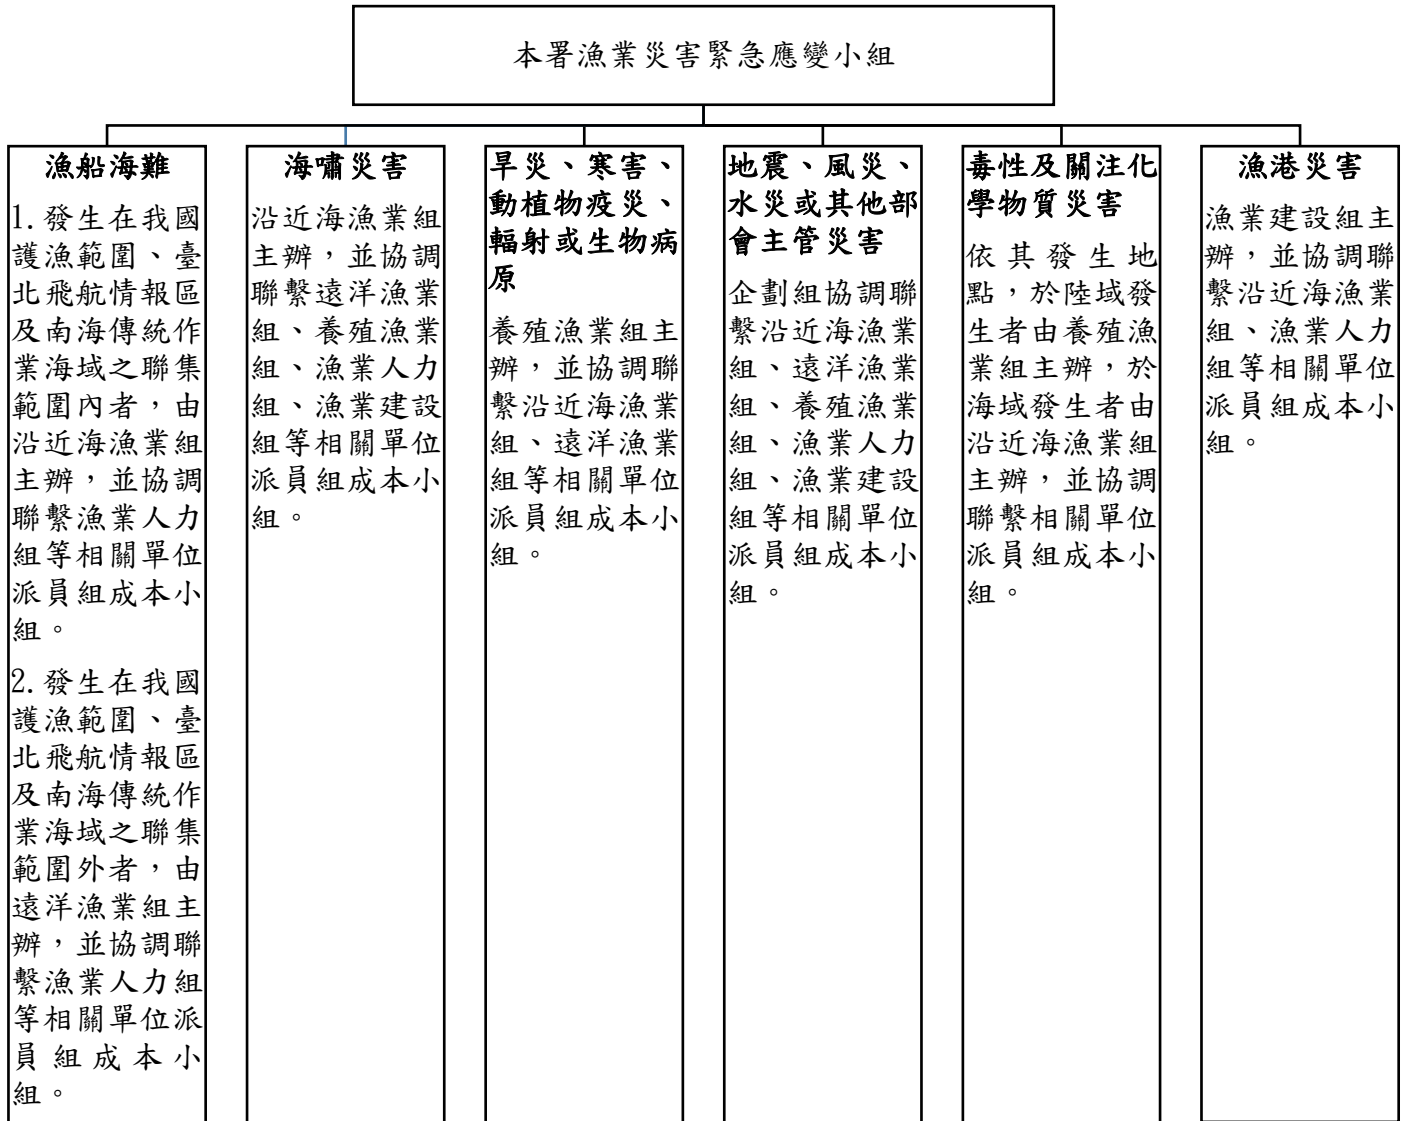 本署漁業災害緊急應變小組
漁船海難
1.發生在我國
護漁範圍、臺
北飛航情報區
及南海傳統作
業海域之聯集
範圍內者，由
沿近海漁業組
主辦，並協調
聯繫漁業人力
組等相關單位
派員組成本小
組。
2.發生在我國
護漁範圍、臺
北飛航情報區
及南海傳統作
業海域之聯集
範圍外者，由
遠洋漁業組主
辦，並協調聯
繫漁業人力組
等相關單位派
員組成本小
組。
海嘯災害
沿近海漁業組
主辦，並協調
聯繫遠洋漁業
組、養殖漁業
組、漁業人力
組、漁業建設
組等相關單位
派員組成本小
組。
旱災、寒害、
動植物疫災、
輻射或生物病
原
養殖漁業組主
辦，並協調聯
繫沿近海漁業
組、遠洋漁業
組等相關單位
派員組成本小
組。
地震、風災、
水災或其他部
會主管災害
企劃組協調聯
繫沿近海漁業
組、遠洋漁業
組、養殖漁業
組、漁業人力
組、漁業建設
組等相關單位
派員組成本小
組。
毒性及關注化
學物質災害
依其發生地
點，於陸域發
生者由養殖漁
業組主辦，於
海域發生者由
沿近海漁業組
主辦，並協調
聯繫相關單位
派員組成本小
組。
漁港災害
漁業建設組主
辦，並協調聯
繫沿近海漁業
組、漁業人力
組等相關單位
派員組成本小
組。